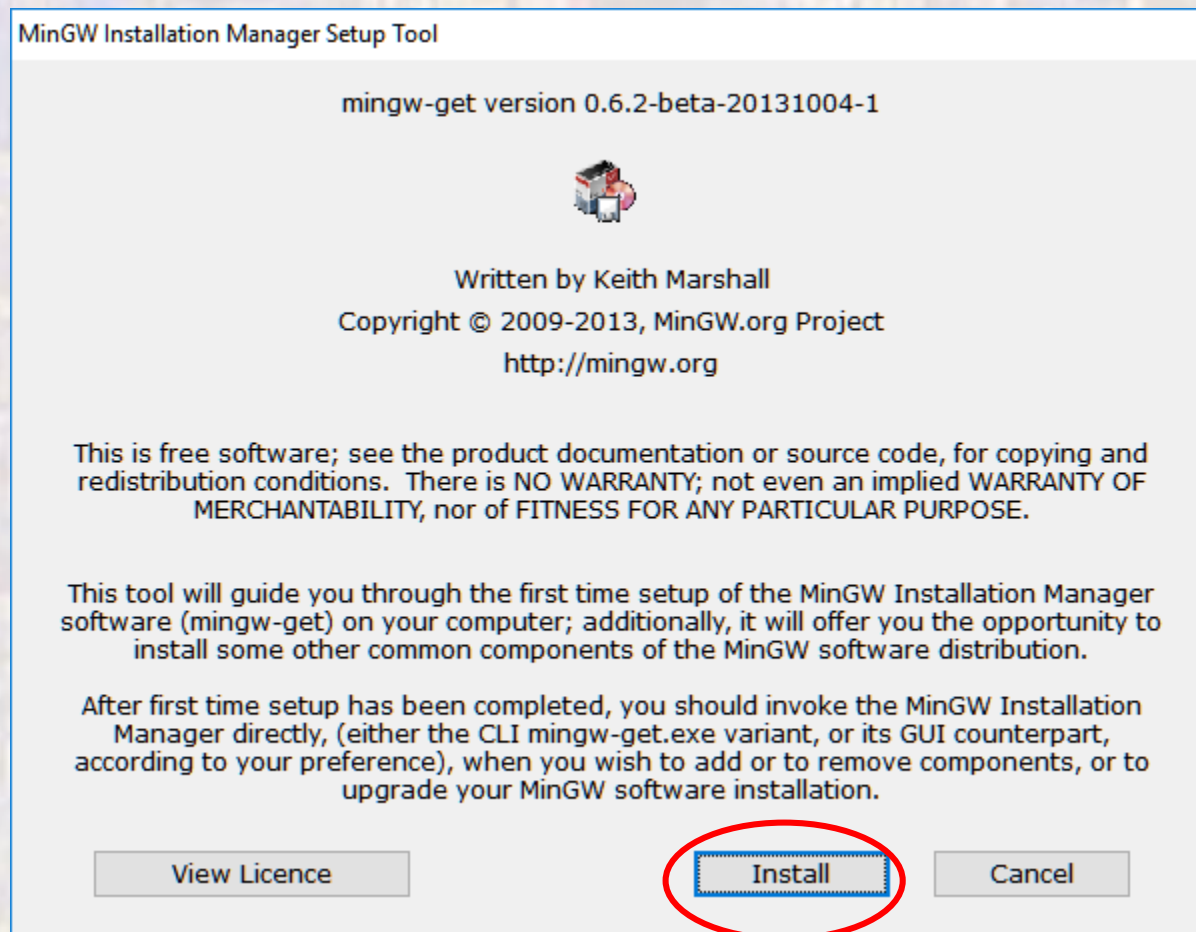 MinGW Installation Manager Setup Tool
mingw-get version 0.6.2-beta-20131004-1
Written by Keith Marshall
Copyright © 2009-2013, MinGW.org Project
http://mingw.org
This is free software; see the product documentation or source code, for copying and
redistribution conditions.  There is NO WARRANTY; not even an implied WARRANTY OF
MERCHANTABILITY, nor of FITNESS FOR ANY PARTICULAR PURPOSE.
This tool will guide you through the first time setup of the MinGW Installation Manager
software (mingw-get) on your computer; additionally, it will offer you the opportunity to
install some other common components of the MinGW software distribution.
After first time setup has been completed, you should invoke the MinGW Installation
Manager directly, (either the CLI mingw-get.exe variant, or its GUI counterpart,
according to your preference), when you wish to add or to remove components, or to
upgrade your MinGW software installation.
View Licence Install Cancel